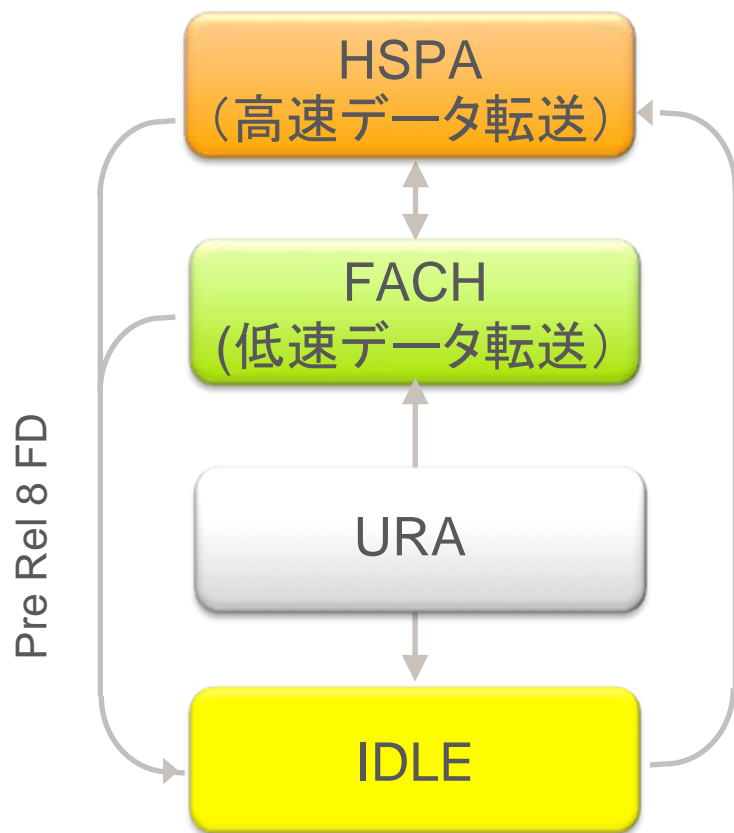 HSPA
（高速データ転送）
FACH
(低速データ転送）
Pre Rel 8 FD
URA
IDLE